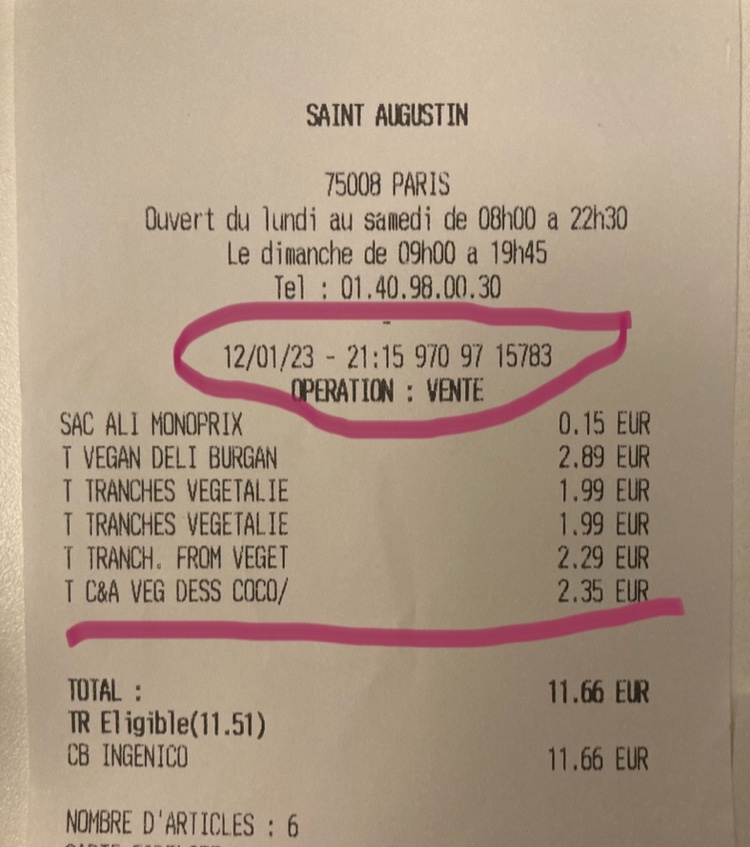 SAINT AUGUSTIN
75008 PARIS
Ouvert du lundi au samedi de 08h00 a 22h30
Le dimanche de 09h00 a 19h45
Tel : 01.40.98.00.30
-
12/01/23 - 21:15 970 97 15783
OPERATION : VENTE
SAC ALI MONOPRIX 0.15 EUR
T VEGAN DELI BURGAN 2.89 EUR
T TRANCHES VEGETALIE 1.99 EUR
T TRANCHES VEGETALIE 1.99 EUR
T TRANCH. FROM VEGET 2.29 EUR
T C&A VEG DESS COCO/ 2.35 EUR
TOTAL : 11.66 EUR
TR Eligible(11.51)
CB INGENICO 11.66 EUR
NOMBRE D'ARTICLES : 6